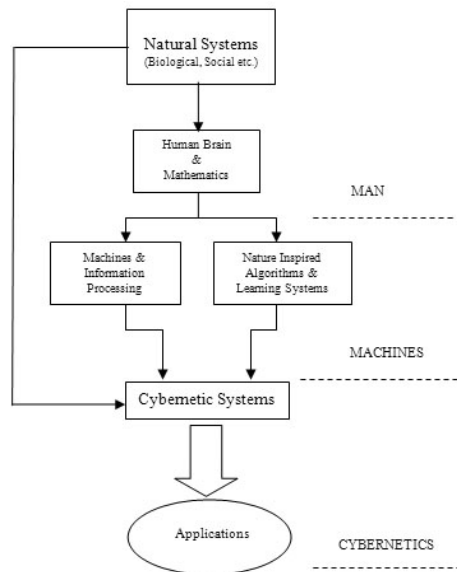 Natural Systems
(Biological, Social etc.)
Human Brain
&
Mathematics
MAN
Machines &
Information
Processing
Nature Inspired
Algorithms &
Learning Systems
MACHINES
Cybernetic Systems
Applications
CYBERNETICS